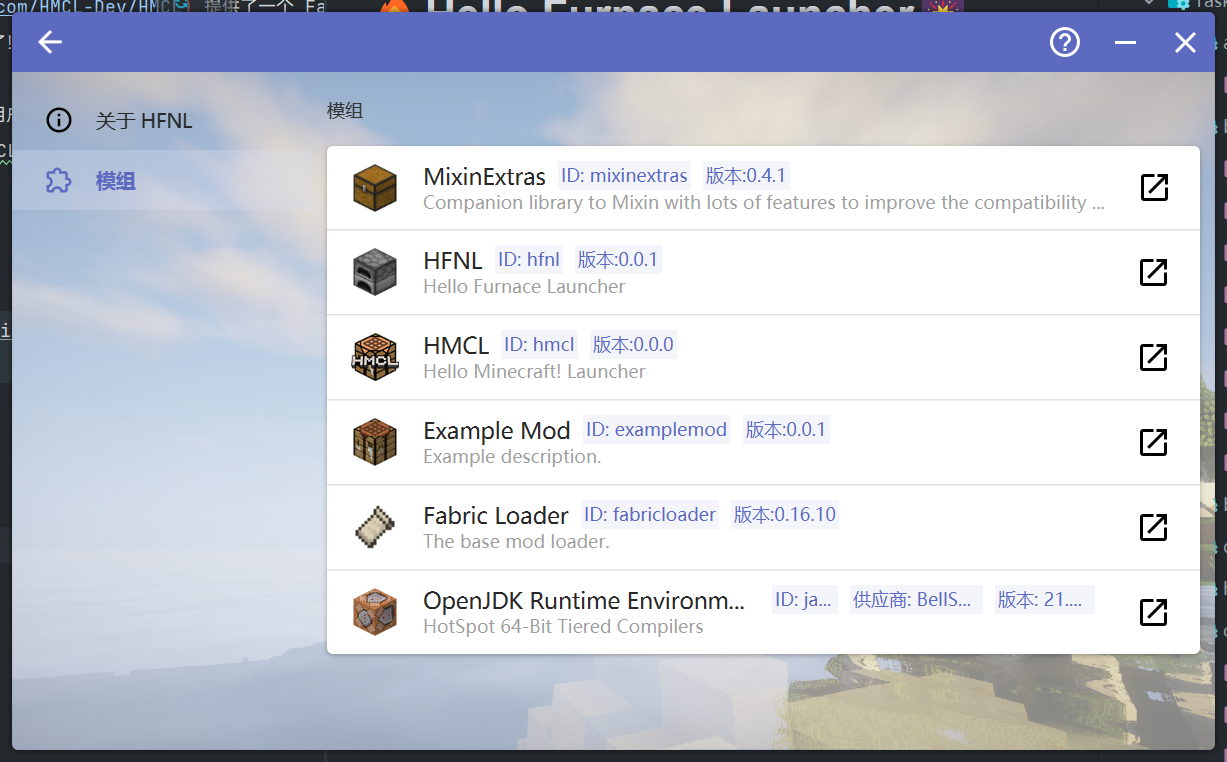 com/HMCL-Dev/HMCL 提供了一个 Fa
Hello Furnace Launcher
关于 HFNL
模组
模组
MixinExtras ID: mixinextras 版本:0.4.1
Companion library to Mixin with lots of features to improve the compatibility ...
HFNL ID: hfnl 版本:0.0.1
Hello Furnace Launcher
HMCL ID: hmcl 版本:0.0.0
Hello Minecraft! Launcher
Example Mod ID: examplemod 版本:0.0.1
Example description.
Fabric Loader ID: fabricloader 版本:0.16.10
The base mod loader.
OpenJDK Runtime Environm... ID: ja... 供应商: BellS... 版本: 21....
HotSpot 64-Bit Tiered Compilers